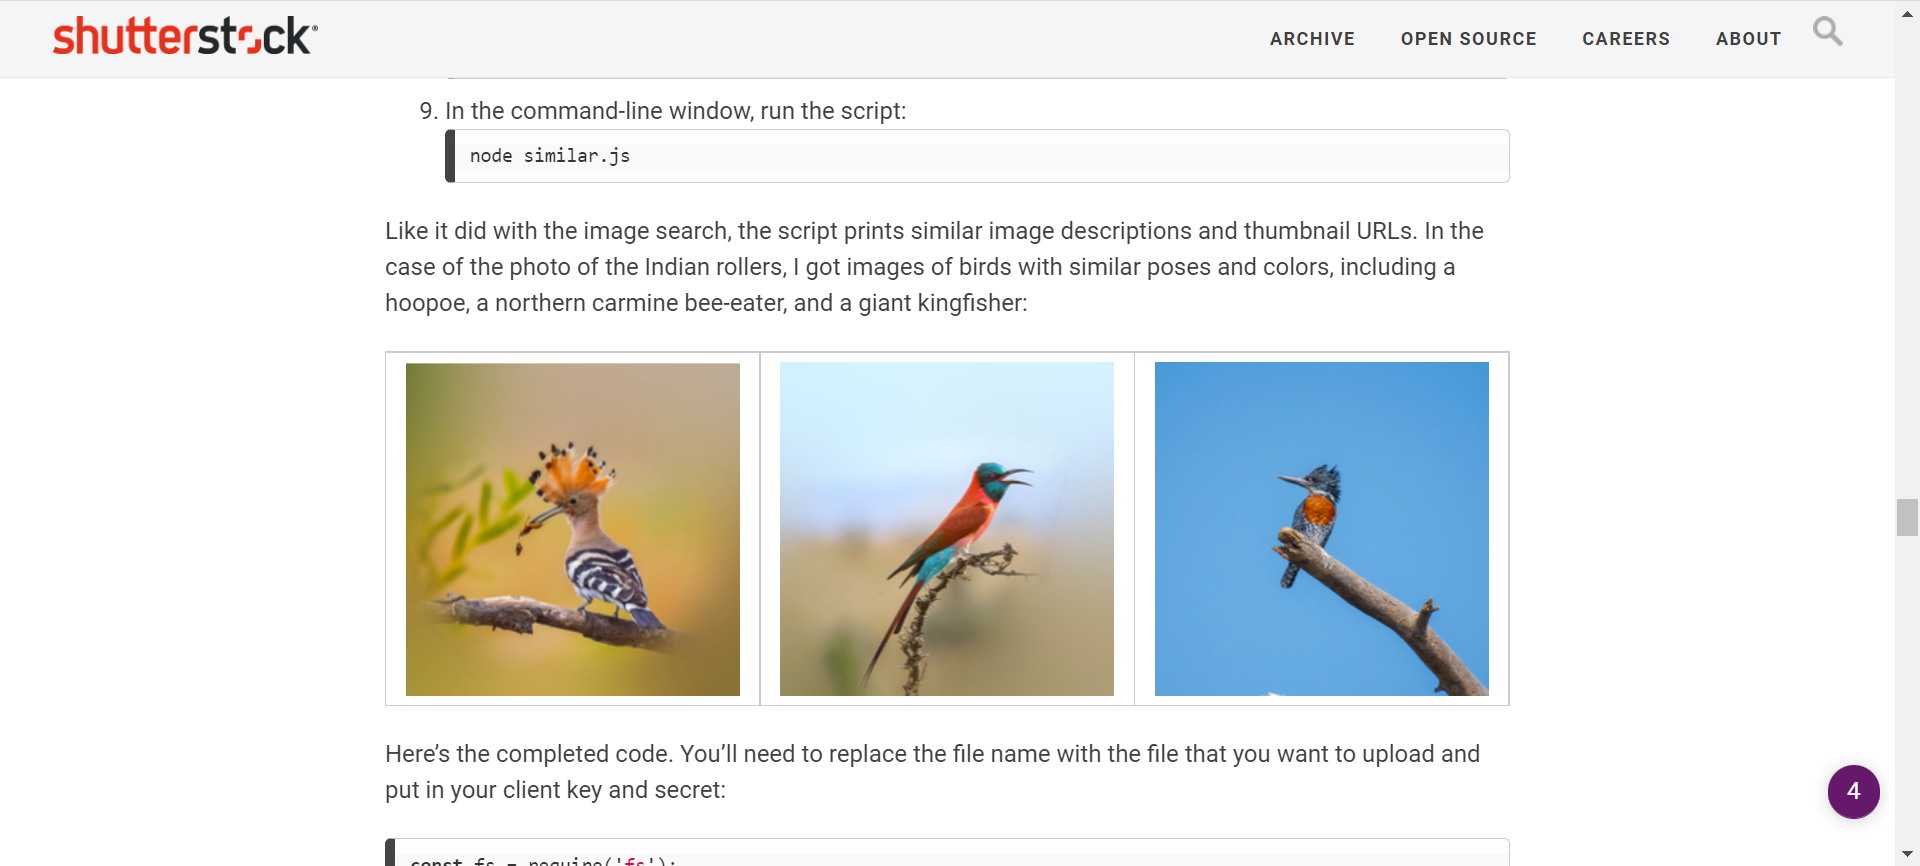 shutterstock
ARCHIVE OPEN SOURCE CAREERS ABOUT
9. In the command-line window, run the script:
node similar.js
Like it did with the image search, the script prints similar image descriptions and thumbnail URLs. In the
case of the photo of the Indian rollers, I got images of birds with similar poses and colors, including a
hoopoe, a northern carmine bee-eater, and a giant kingfisher:
Here’s the completed code. You’ll need to replace the file name with the file that you want to upload and
put in your client key and secret:
4
const fs = require('fs');